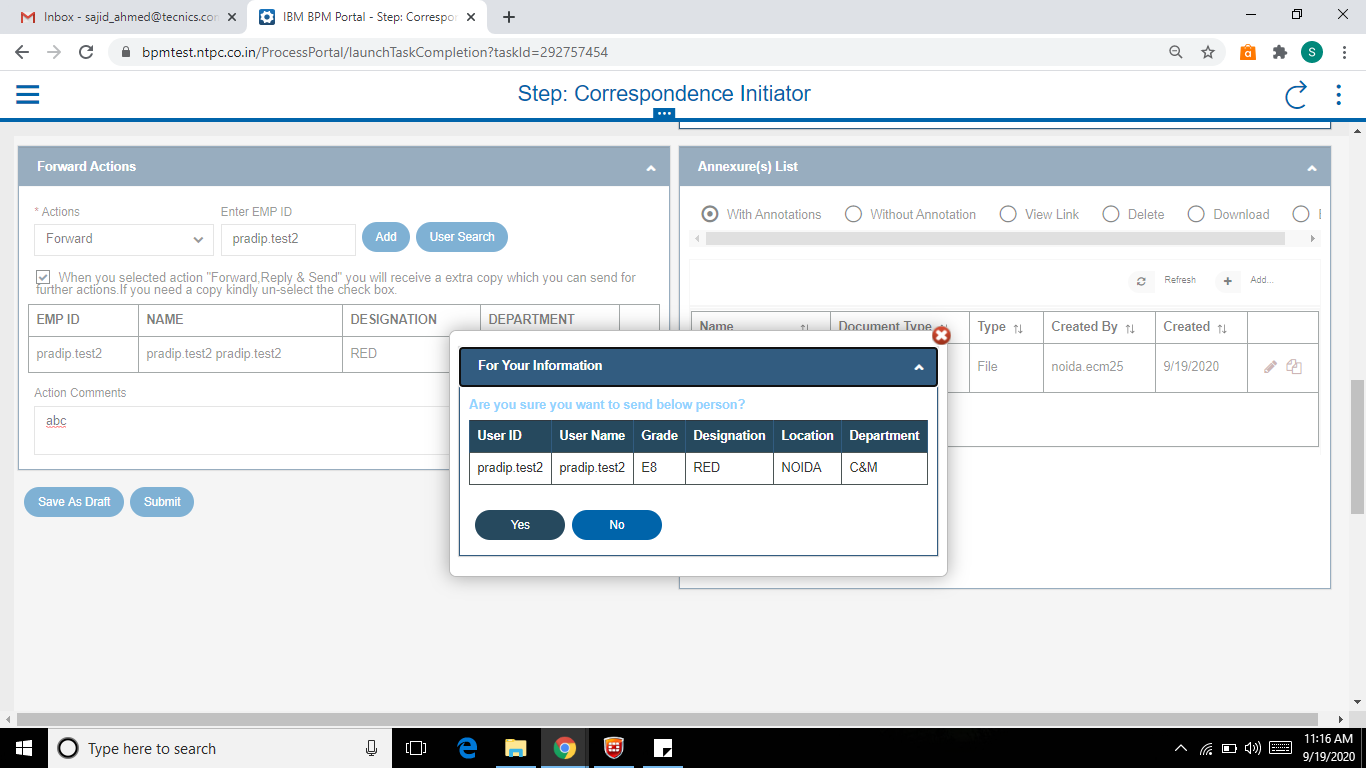 Inbox - sajid_ahmed@tecnics.con
IBM BPM Portal - Step: Correspor
bpmtest.ntpc.co.in/ProcessPortal/launchTaskCompletion?taskId=292757454
S
Step: Correspondence Initiator
Forward Actions
* Actions
Enter EMP ID
Forward
pradip.test2
Add
User Search
When you selected action "Forward,Reply & Send" you will receive a extra copy which you can send for
further actions.If you need a copy kindly un-select the check box.
EMP ID NAME DESIGNATION DEPARTMENT
pradip.test2 pradip.test2 pradip.test2 RED
Action Comments
abc
Save As Draft
Submit
Annexure(s) List
With Annotations Without Annotation View Link Delete Download
Refresh
Add...
Name Document Type Type Created By Created
File noida.ecm25 9/19/2020
For Your Information
Are you sure you want to send below person?
User ID User Name Grade Designation Location Department
pradip.test2 pradip.test2 E8 RED NOIDA C&M
Yes
No
Type here to search
11:16 AM
9/19/2020